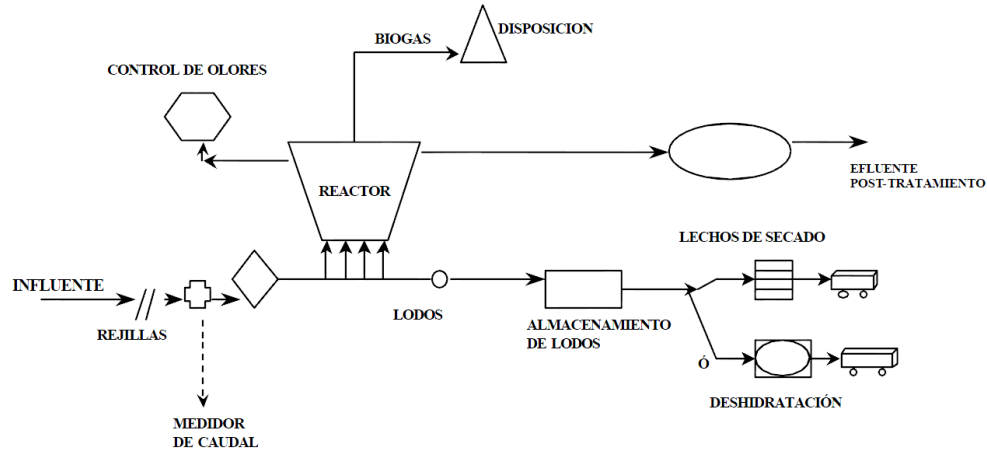 DISPOSICION
BIOGAS
CONTROL DE OLORES
REACTOR
EFLUENTE
POST-TRATAMIENTO
LECHOS DE SECADO
INFLUENTE
REJILLAS
LODOS
ALMACENAMIENTO
DE LODOS
Ó
DESHIDRATACIÓN
MEDIDOR
DE CAUDAL